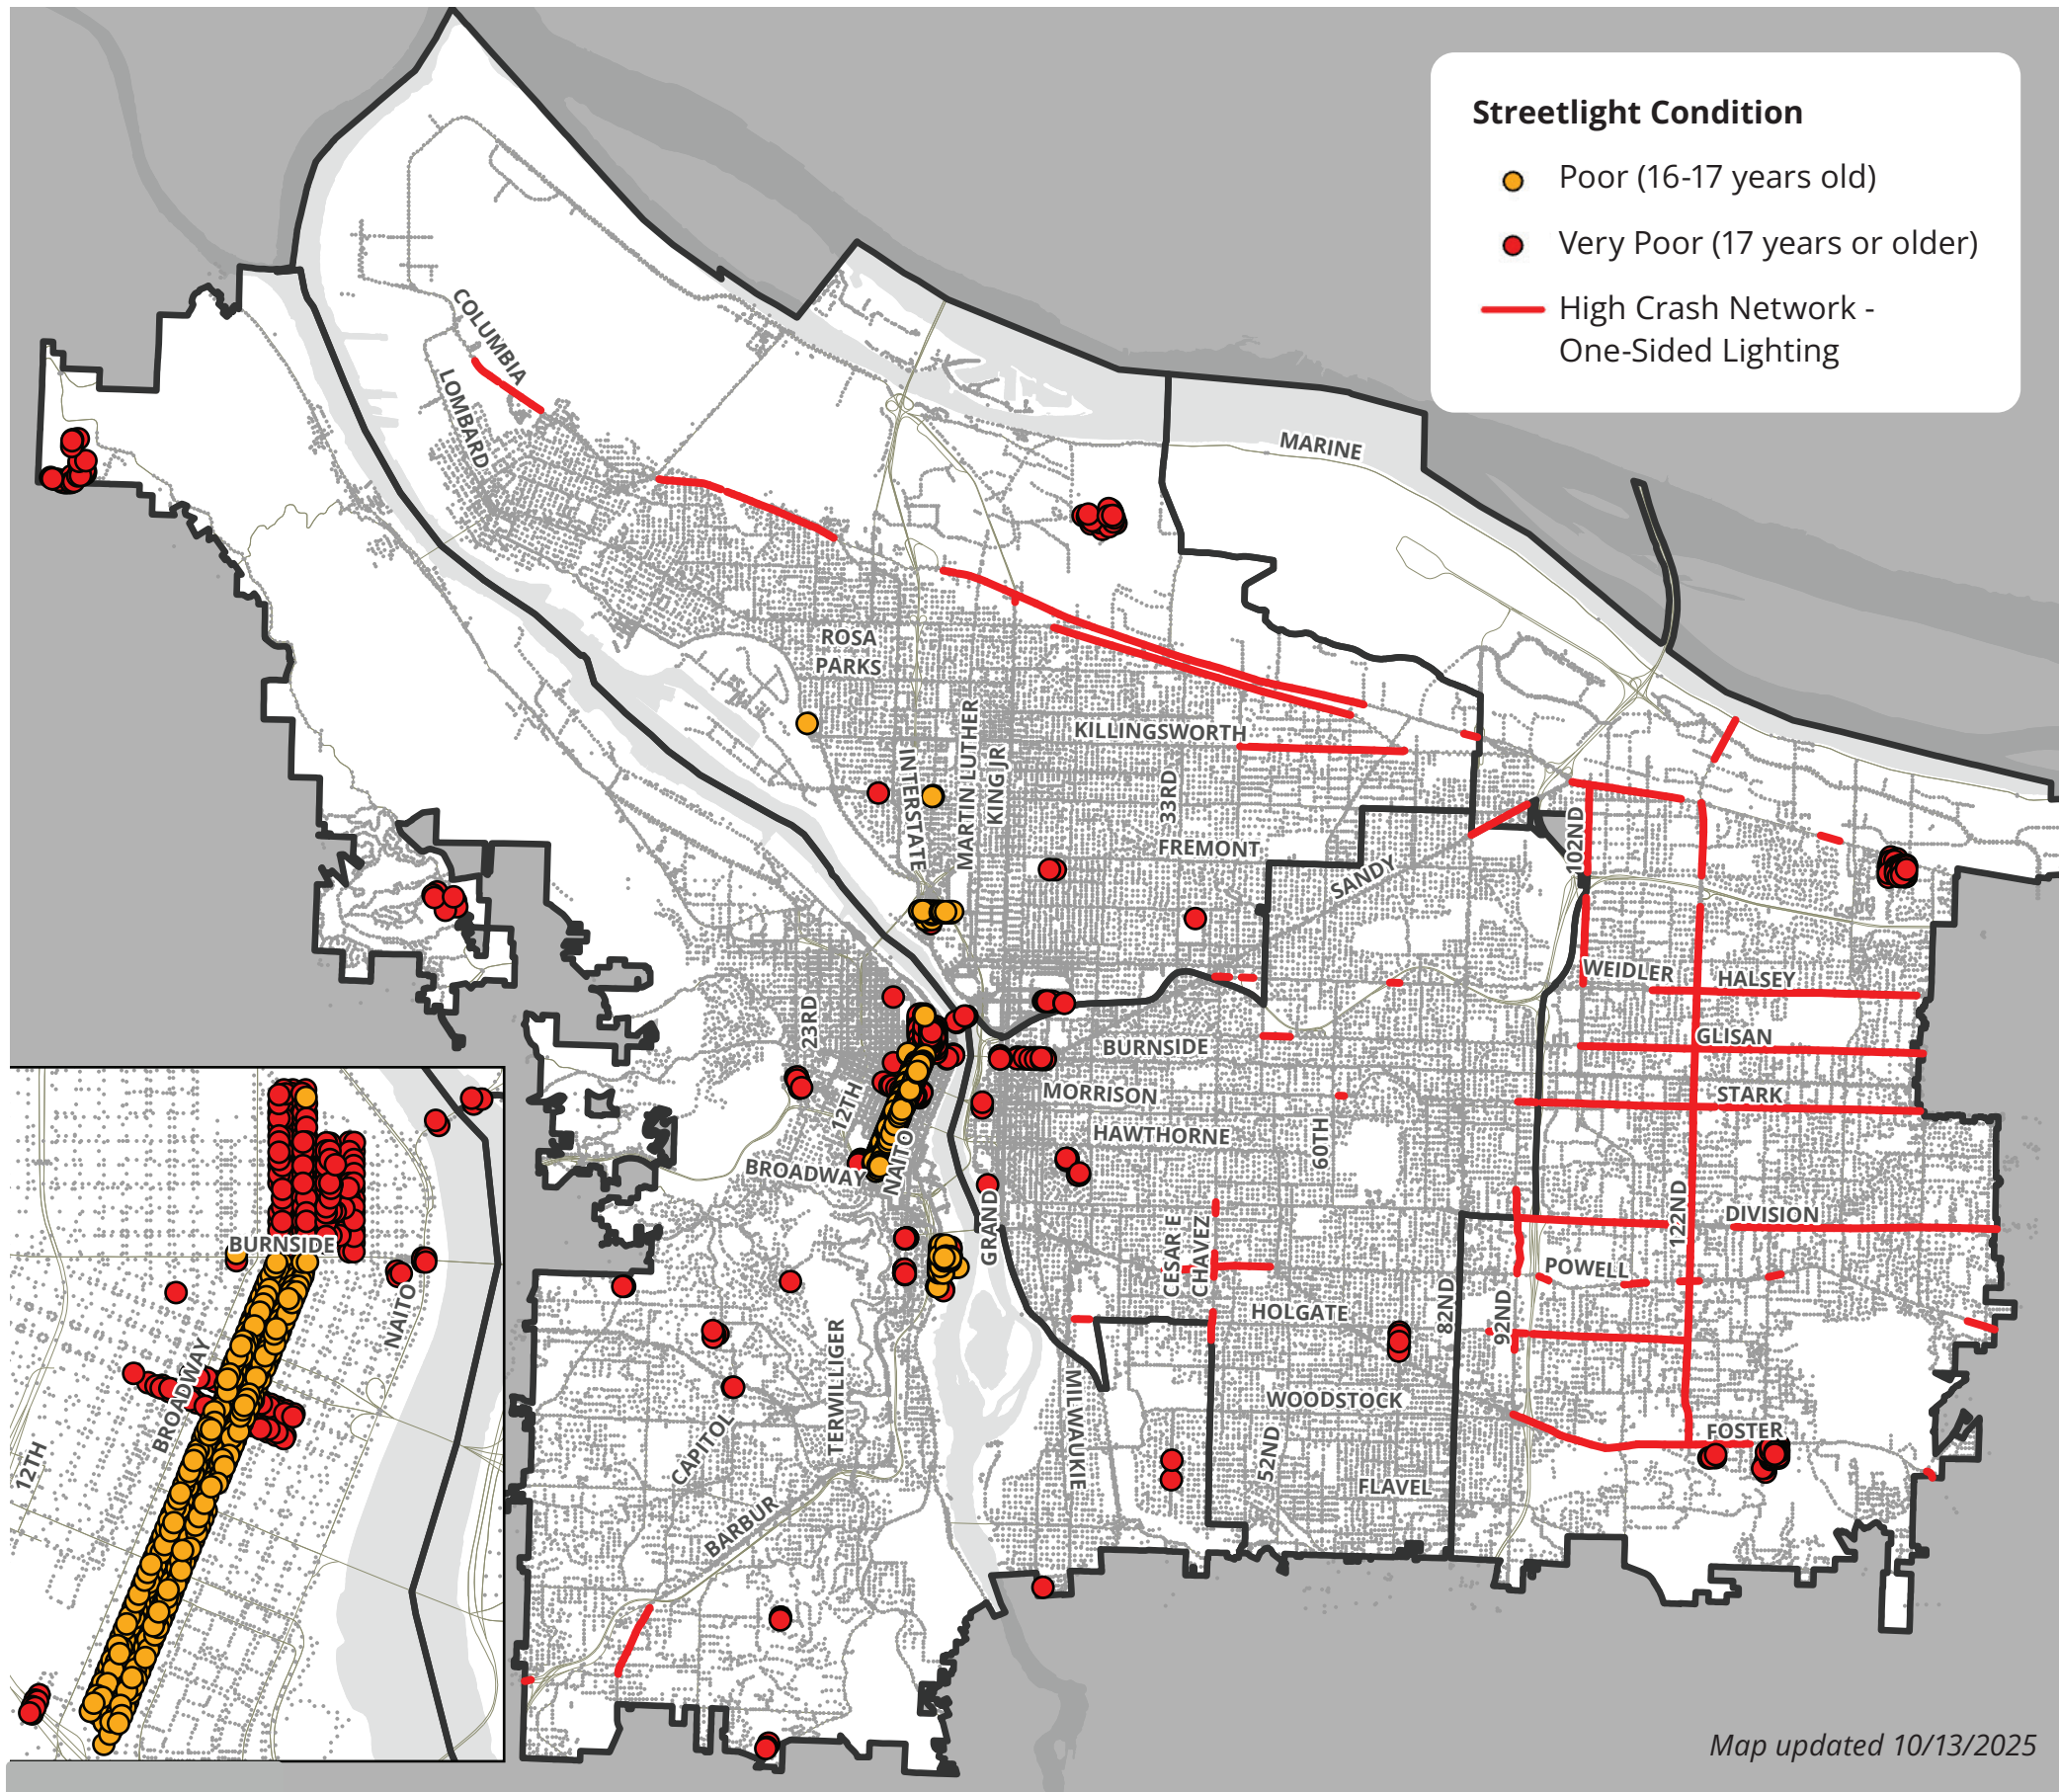 Streetlight Condition
Poor (16-17 years old)
Very Poor (17 years or older)
High Crash Network -
One-Sided Lighting
COLUMBIA
LOMBARD
MARINE
ROSA
PARKS
KILLINGSWORTH
INTERSTATE
MARTIN LUTHER
KING JR
33RD
FREMONT
SANDY
102ND
WEIDLER
HALSEY
23RD
GLISAN
BURNSIDE
MORRISON
STARK
12TH
HAWTHORNE
60TH
NAITO
BROADWAY
GRAND
CESAR E
CHAVEZ
122ND
DIVISION
POWELL
HOLGATE
82ND
92ND
TERWILLIGER
MILWAUKIE
WOODSTOCK
CAPITOL
52ND
FOSTER
FLAVEL
BARBUR
BURNSIDE
NAITO
BROADWAY
12TH
Map updated 10/13/2025